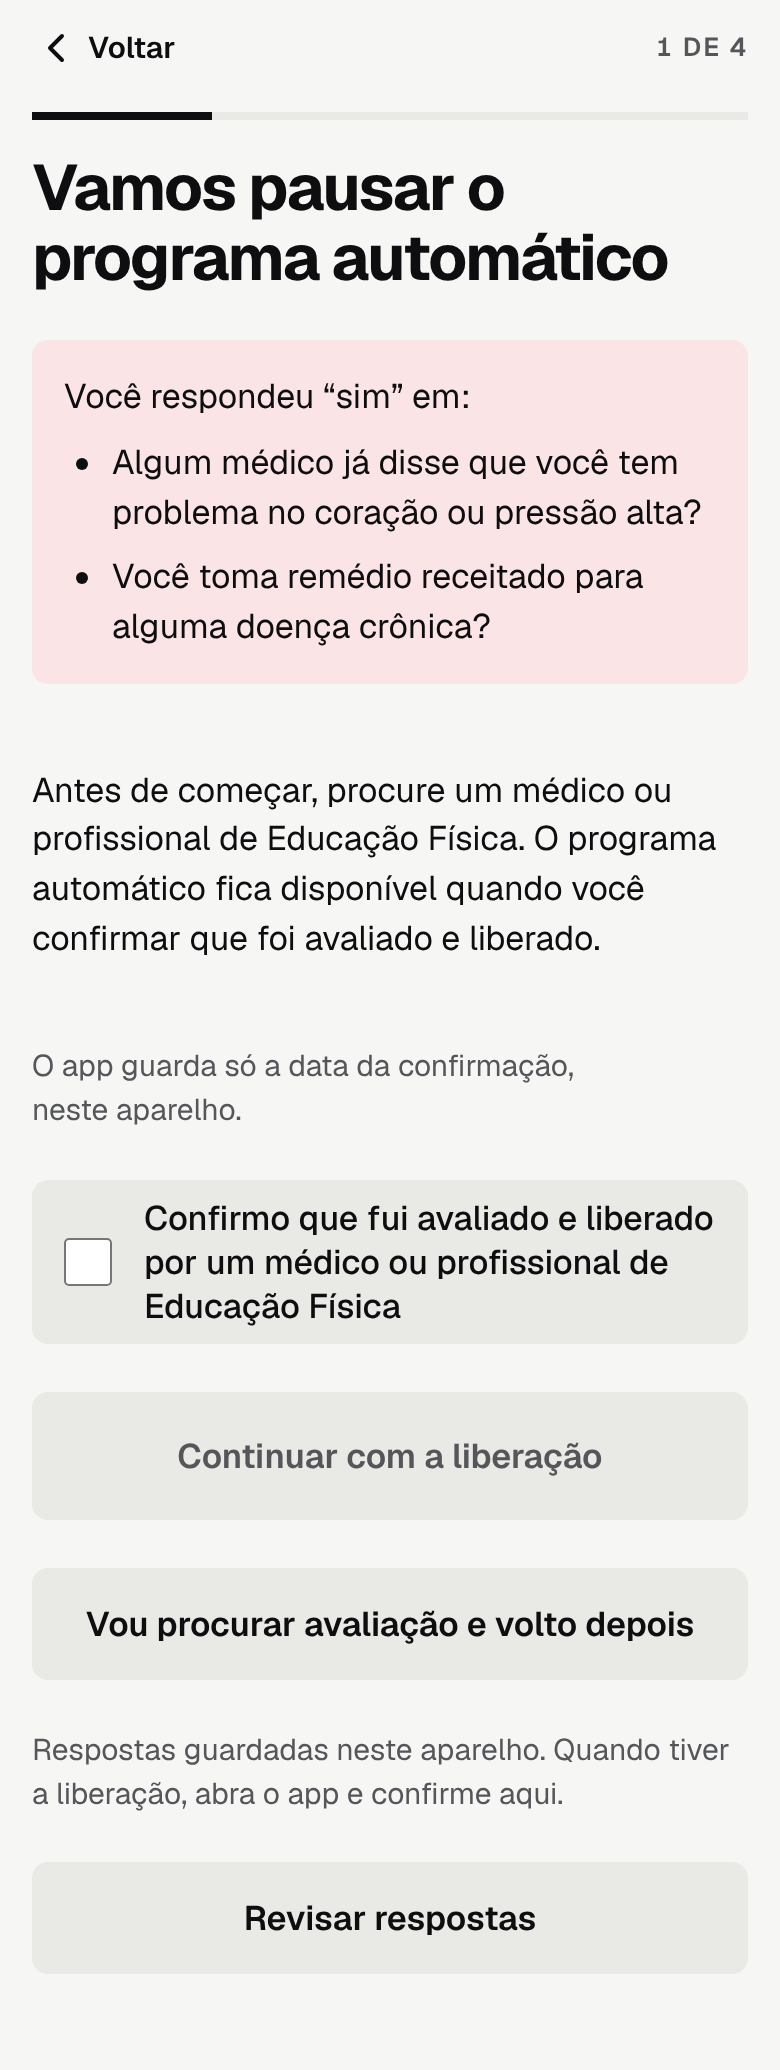 Voltar
1 DE 4
Vamos pausar o
programa automático
Você respondeu “sim” em:
• Algum médico já disse que você tem
problema no coração ou pressão alta?
• Você toma remédio receitado para
alguma doença crônica?
Antes de começar, procure um médico ou
profissional de Educação Física. O programa
automático fica disponível quando você
confirmar que foi avaliado e liberado.
O app guarda só a data da confirmação,
neste aparelho.
Confirmo que fui avaliado e liberado
por um médico ou profissional de
Educação Física
Continuar com a liberação
Vou procurar avaliação e volto depois
Respostas guardadas neste aparelho. Quando tiver
a liberação, abra o app e confirme aqui.
Revisar respostas